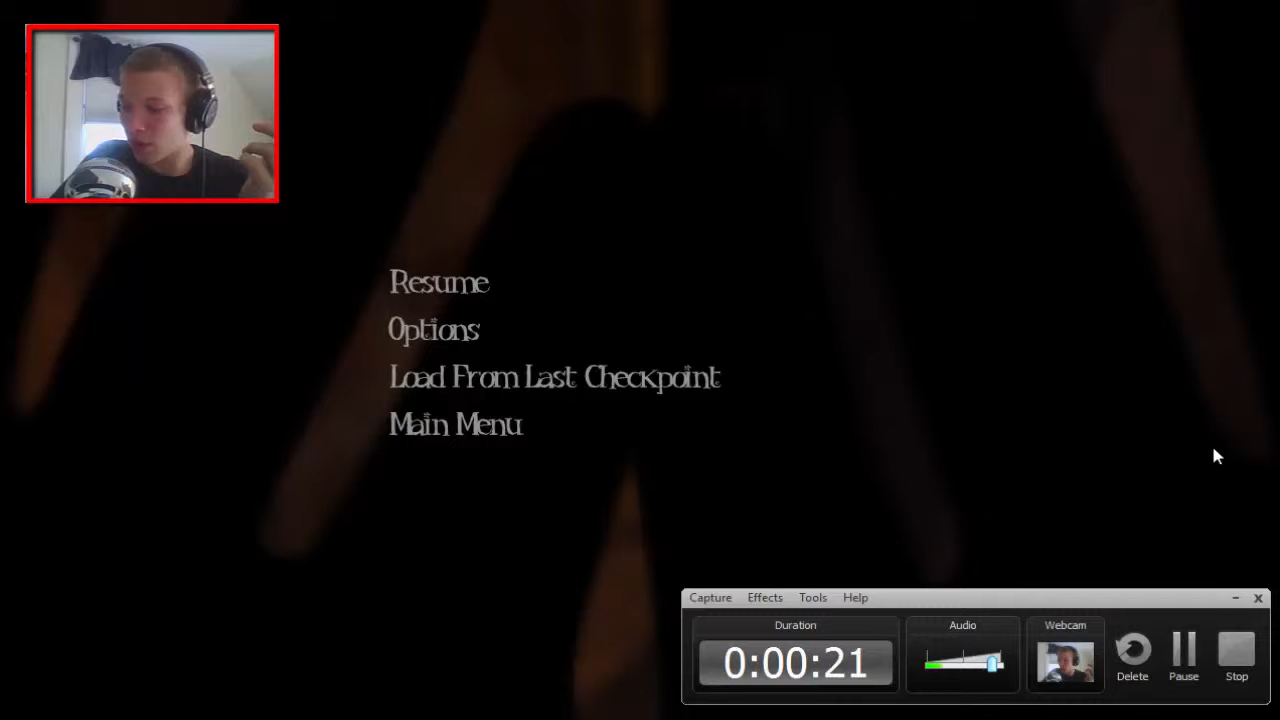 Resume
Options
Load From Last Checkpoint
Main Menu
Capture Effects Tools Help
Duration Audio Webcam
0:00:21
Delete Pause Stop